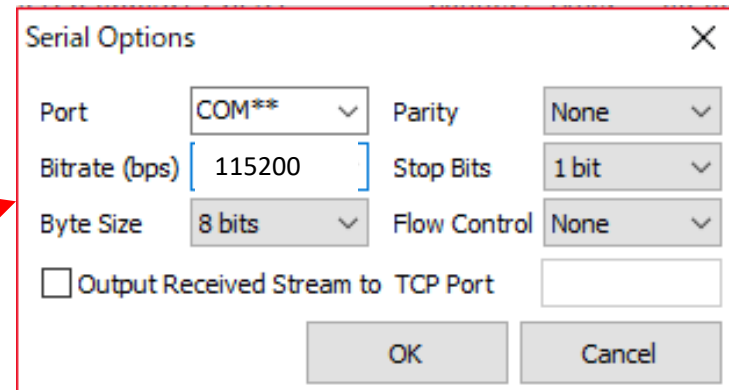 Serial Options
Port COM** Parity None
Bitrate (bps) 115200 Stop Bits 1 bit
Byte Size 8 bits Flow Control None
Output Received Stream to TCP Port
OK Cancel